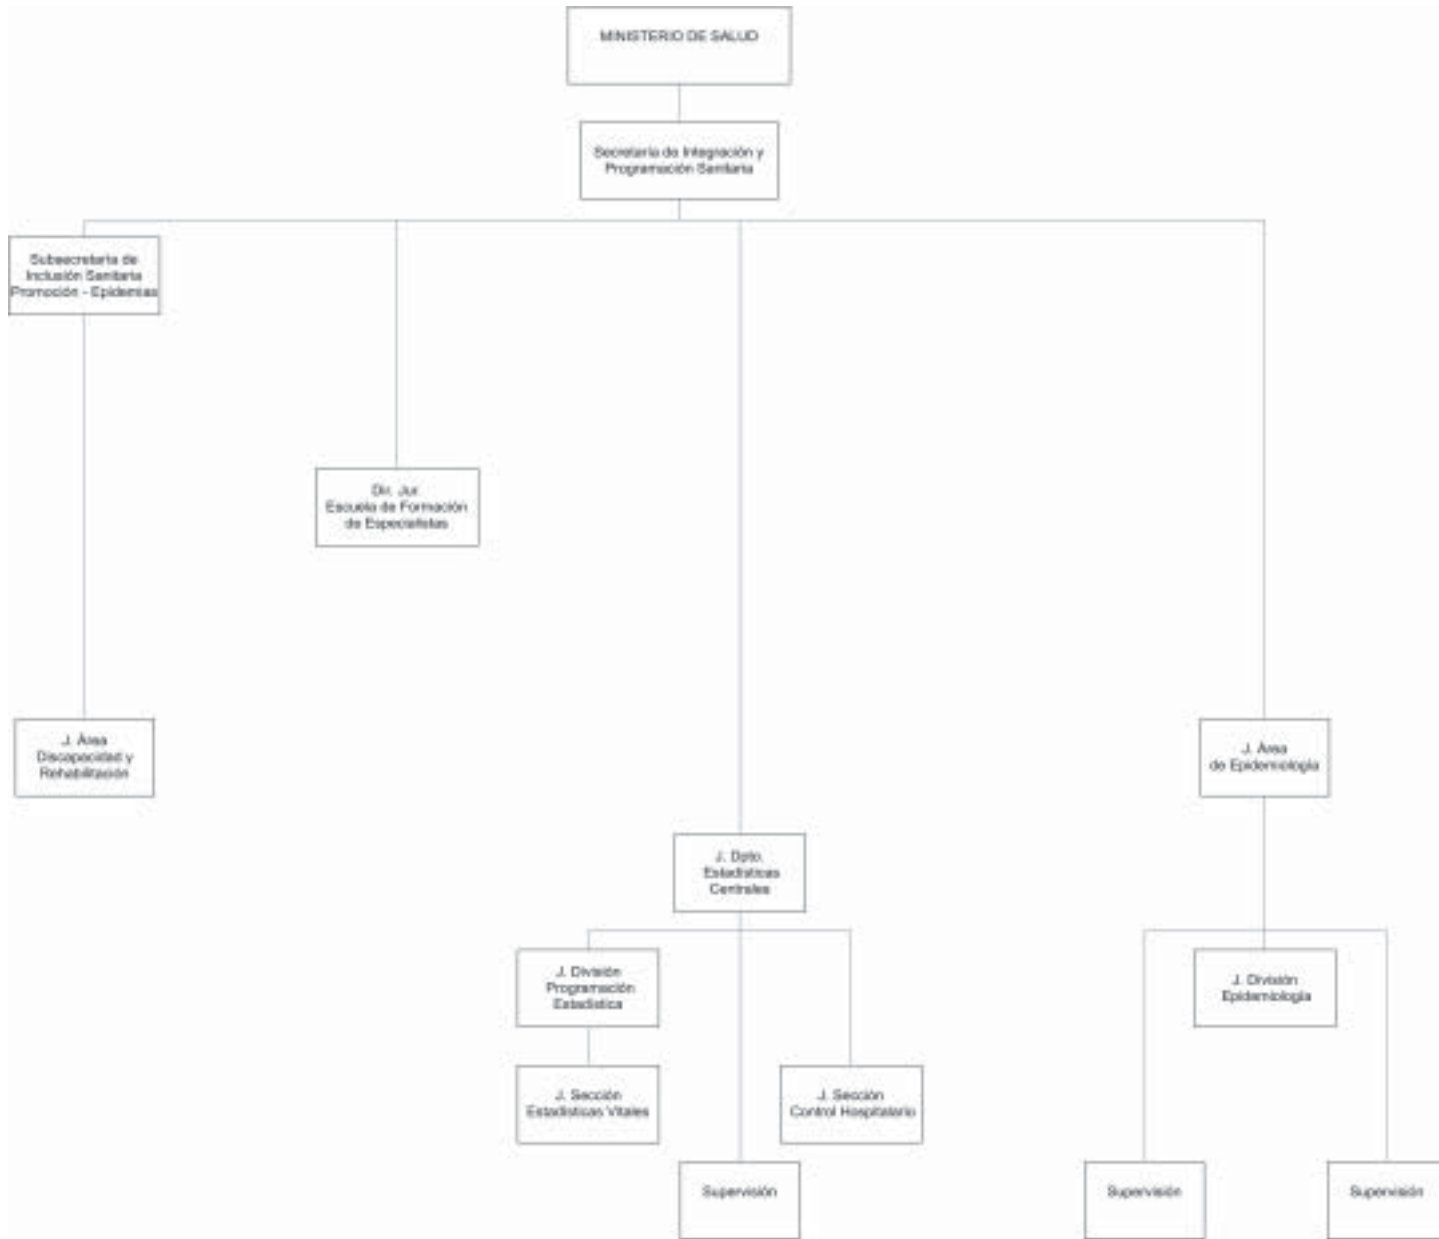 MINISTERIO DE SALUD
Secretaría de Integración y
Programación Sanitaria
Subsecretaría de
Inclusión Sanitaria
Promoción - Epidemias
Dir. Jur.
Escuela de Formación
de Especialistas
J. Área
Discapacidad y
Rehabilitación
J. Área
de Epidemiología
J. Dpto.
Estadísticas
Centrales
J. División
Programación
Estadística
J. División
Epidemiología
J. Sección
Estadísticas Vitales
J. Sección
Control Hospitalario
Supervisión
Supervisión
Supervisión